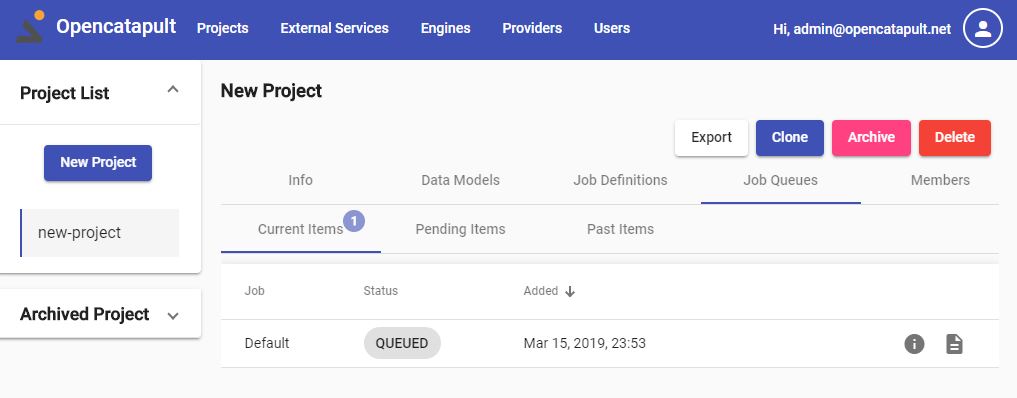 Opencatapult Projects External Services Engines Providers Users Hi, admin@opencatapult.net
Project List
New Project
new-project
Archived Project
New Project
Export Clone Archive Delete
Info Data Models Job Definitions Job Queues Members
Current Items 1 Pending Items Past Items
Job Status Added
Default QUEUED Mar 15, 2019, 23:53